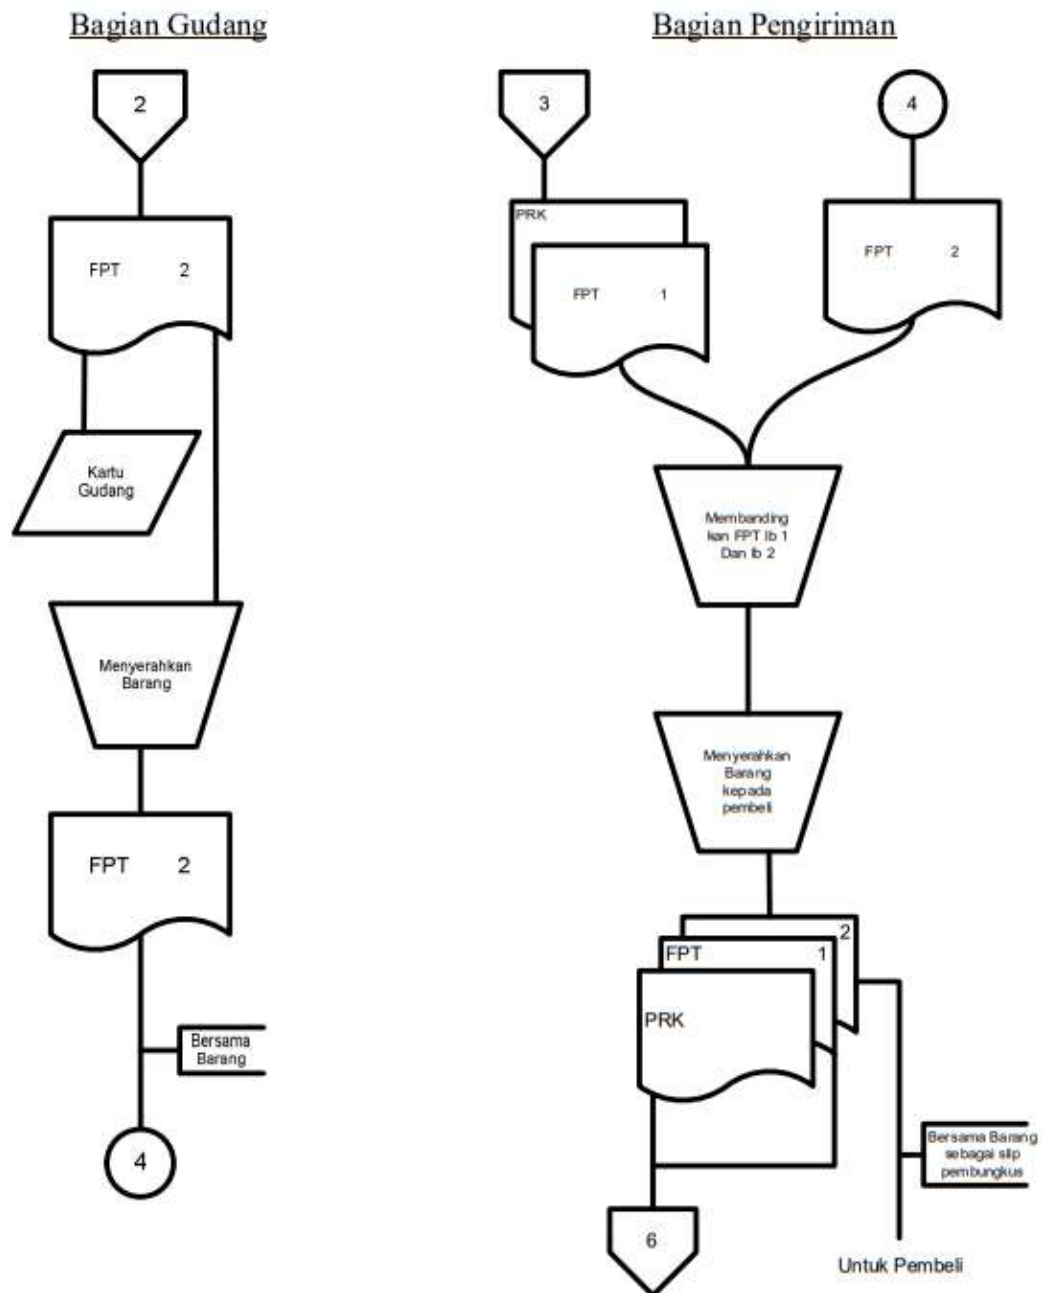 Bagian Gudang
2
FPT 2
Kartu
Gudang
Menyerahkan
Barang
FPT 2
Bersama
Barang
4
Bagian Pengiriman
3
4
PRK
FPT 1
FPT 2
Membanding
kan FPT lb 1
Dan lb 2
Menyerahkan
Barang
kepada
pembeli
2
FPT 1
PRK
Bersama Barang
sebagai slip
pembungkus
6
Untuk Pembeli